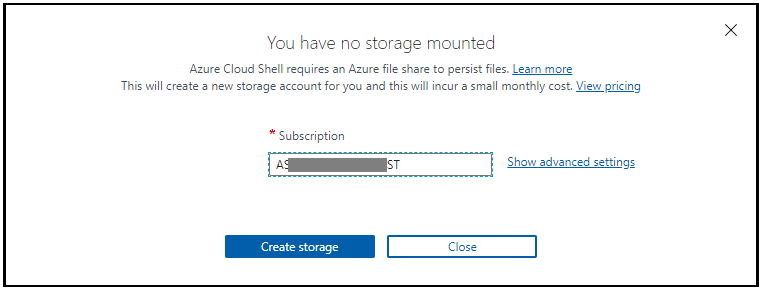 You have no storage mounted
Azure Cloud Shell requires an Azure file share to persist files. Learn more
This will create a new storage account for you and this will incur a small monthly cost. View pricing
* Subscription
AS ST
Show advanced settings
Create storage
Close